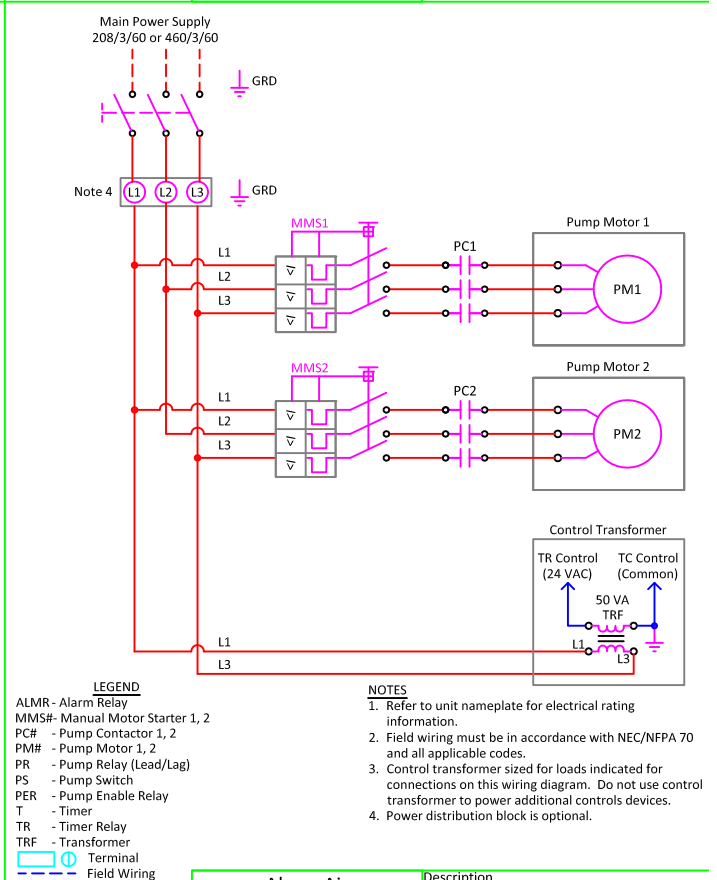 Main Power Supply
208/3/60 or 460/3/60
GRD
Note 4
L1 L2 L3
GRD
MMS1
L1
L2
L3
PC1
Pump Motor 1
PM1
MMS2
L1
L2
L3
PC2
Pump Motor 2
PM2
Control Transformer
TR Control
(24 VAC)
TC Control
(Common)
50 VA
TRF
L1
L3
L1
L3
LEGEND
ALMR - Alarm Relay
MMS# - Manual Motor Starter 1, 2
PC# - Pump Contactor 1, 2
PM# - Pump Motor 1, 2
PR - Pump Relay (Lead/Lag)
PS - Pump Switch
PER - Pump Enable Relay
T - Timer
TR - Timer Relay
TRF - Transformer
Terminal
Field Wiring
NOTES
1. Refer to unit nameplate for electrical rating
information.
2. Field wiring must be in accordance with NEC/NFPA 70
and all applicable codes.
3. Control transformer sized for loads indicated for
connections on this wiring diagram. Do not use control
transformer to power additional controls devices.
4. Power distribution block is optional.
Description